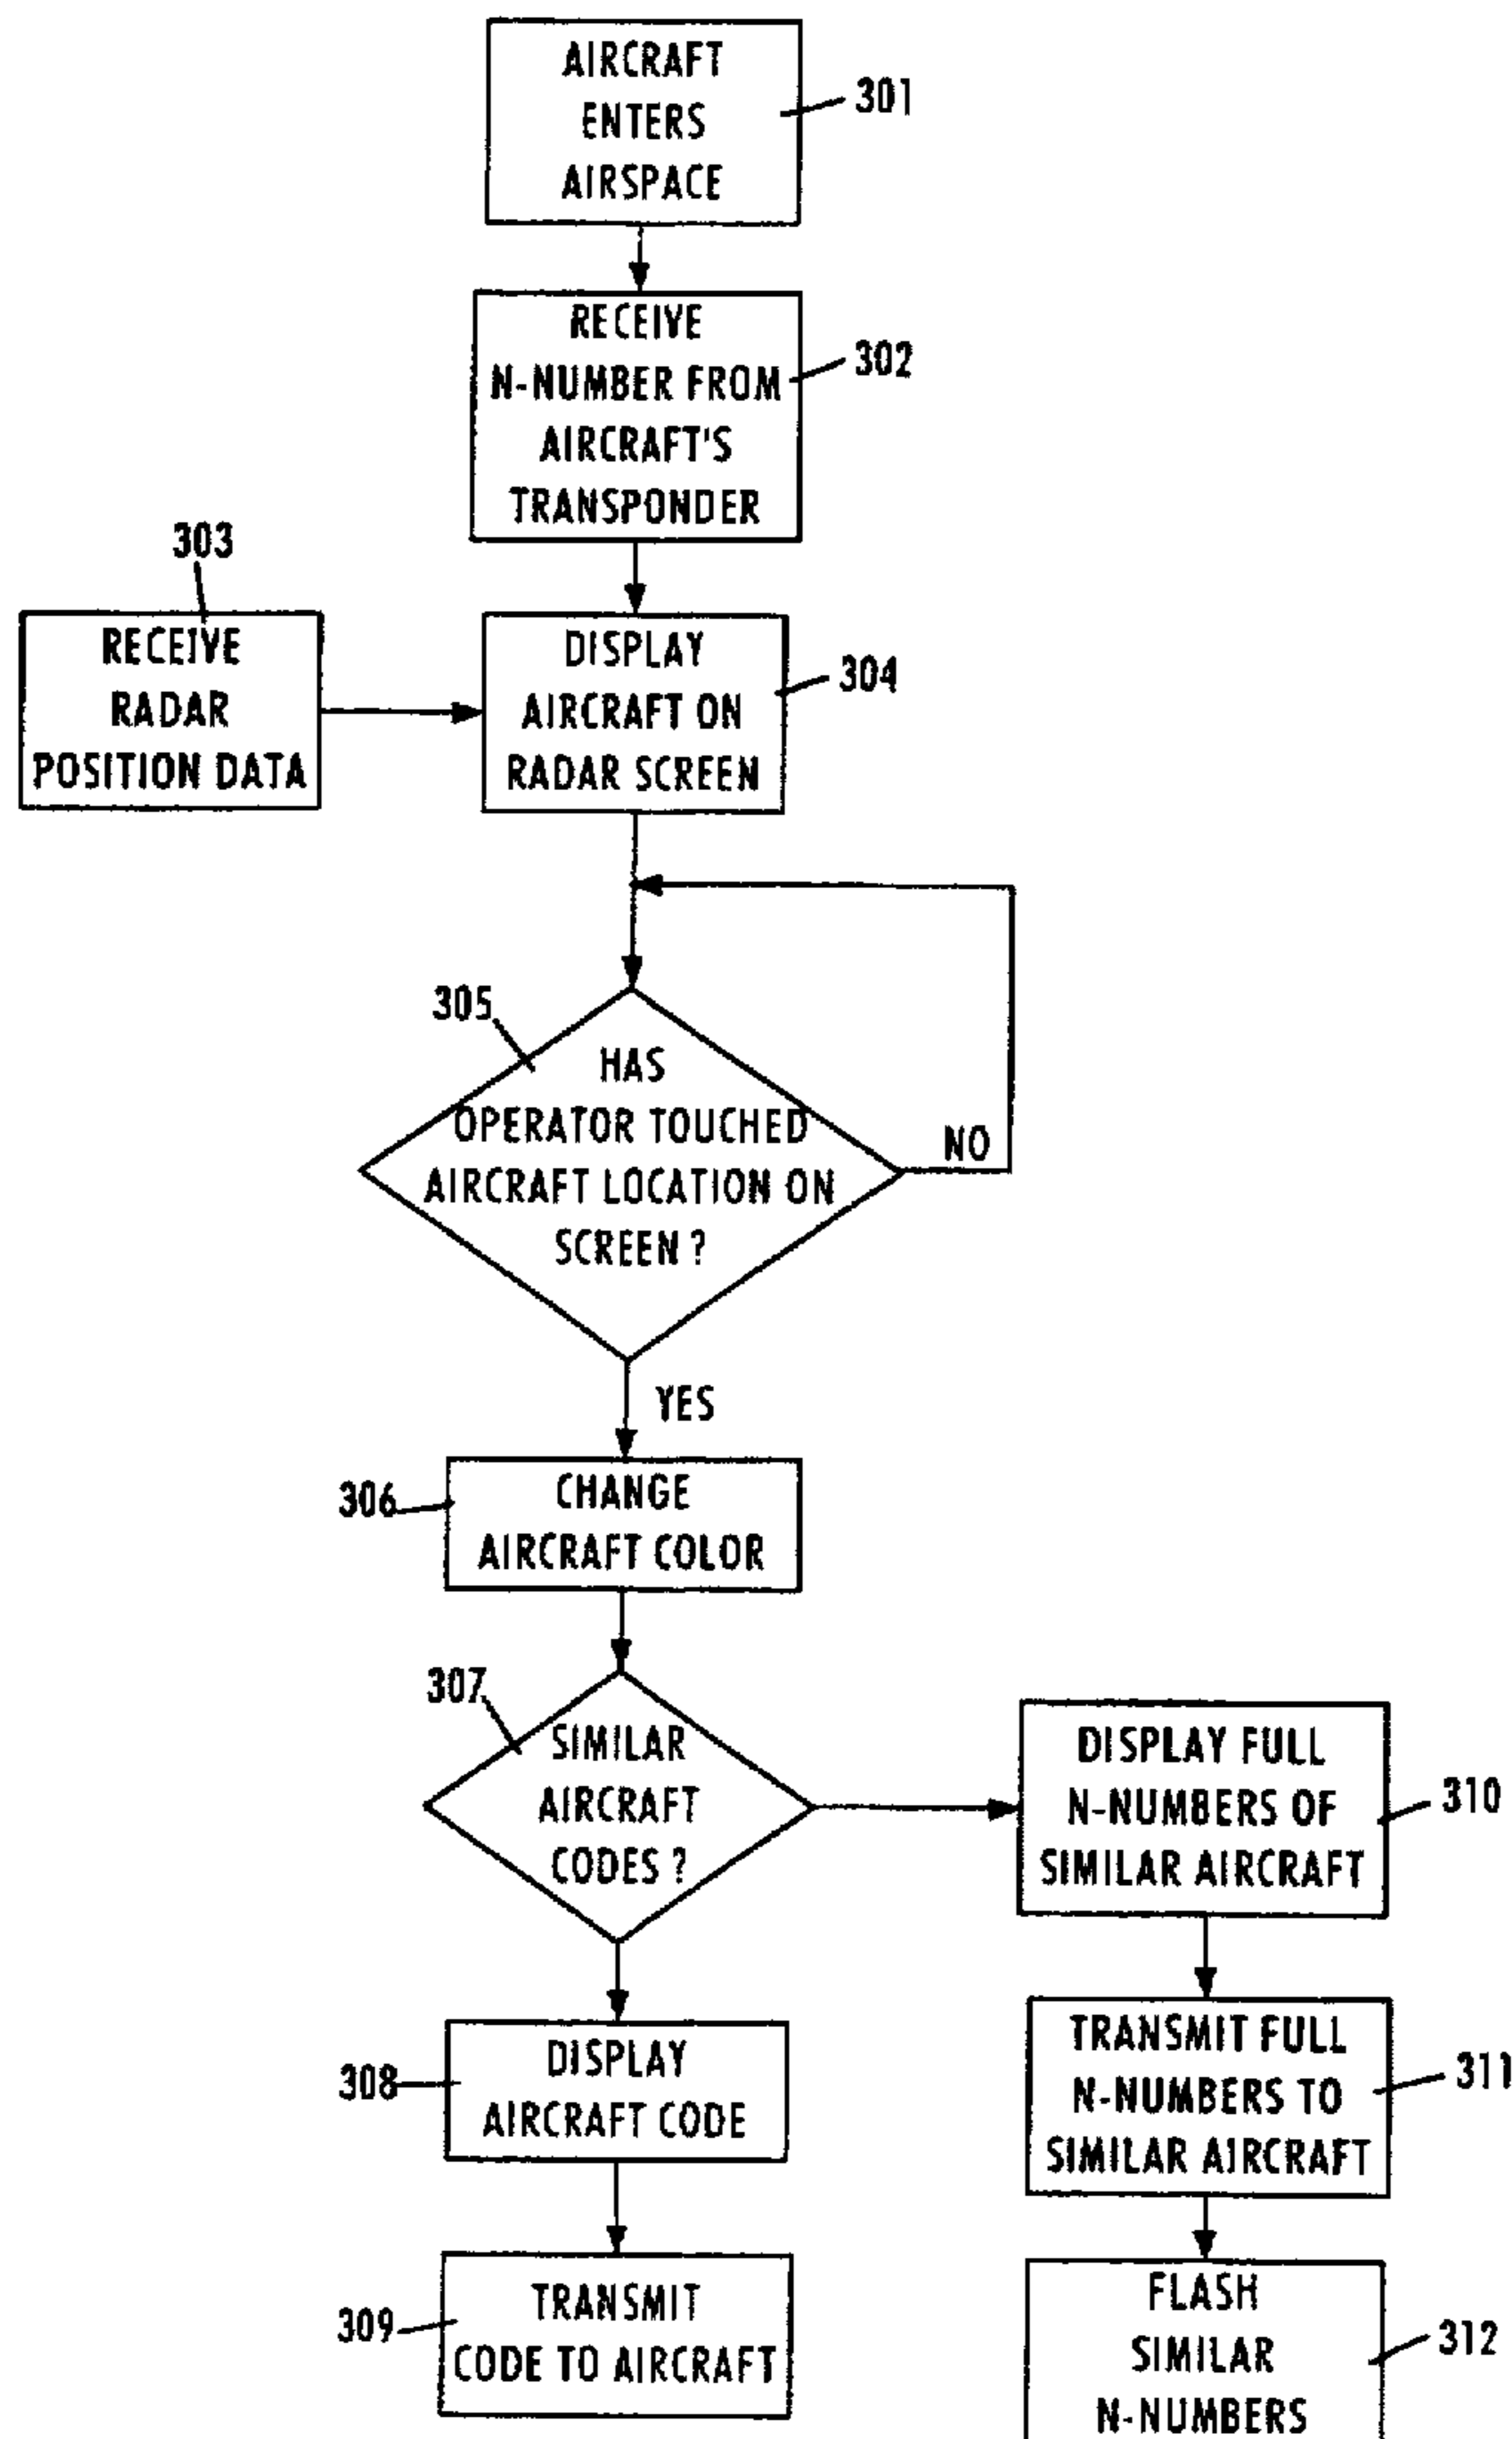 AIRCRAFT
ENTERS
AIRSPACE
301
RECEIVE
N-NUMBER FROM
AIRCRAFT'S
TRANSPONDER
302
303
RECEIVE
RADAR
POSITION DATA
DISPLAY
AIRCRAFT ON
RADAR SCREEN
304
305
HAS
OPERATOR TOUCHED
AIRCRAFT LOCATION ON
SCREEN ?
NO
YES
306
CHANGE
AIRCRAFT COLOR
307
SIMILAR
AIRCRAFT
CODES ?
DISPLAY FULL
N-NUMBERS OF
SIMILAR AIRCRAFT
310
308
DISPLAY
AIRCRAFT CODE
TRANSMIT FULL
N-NUMBERS TO
SIMILAR AIRCRAFT
311
309
TRANSMIT
CODE TO AIRCRAFT
FLASH
SIMILAR
N-NUMBERS
312